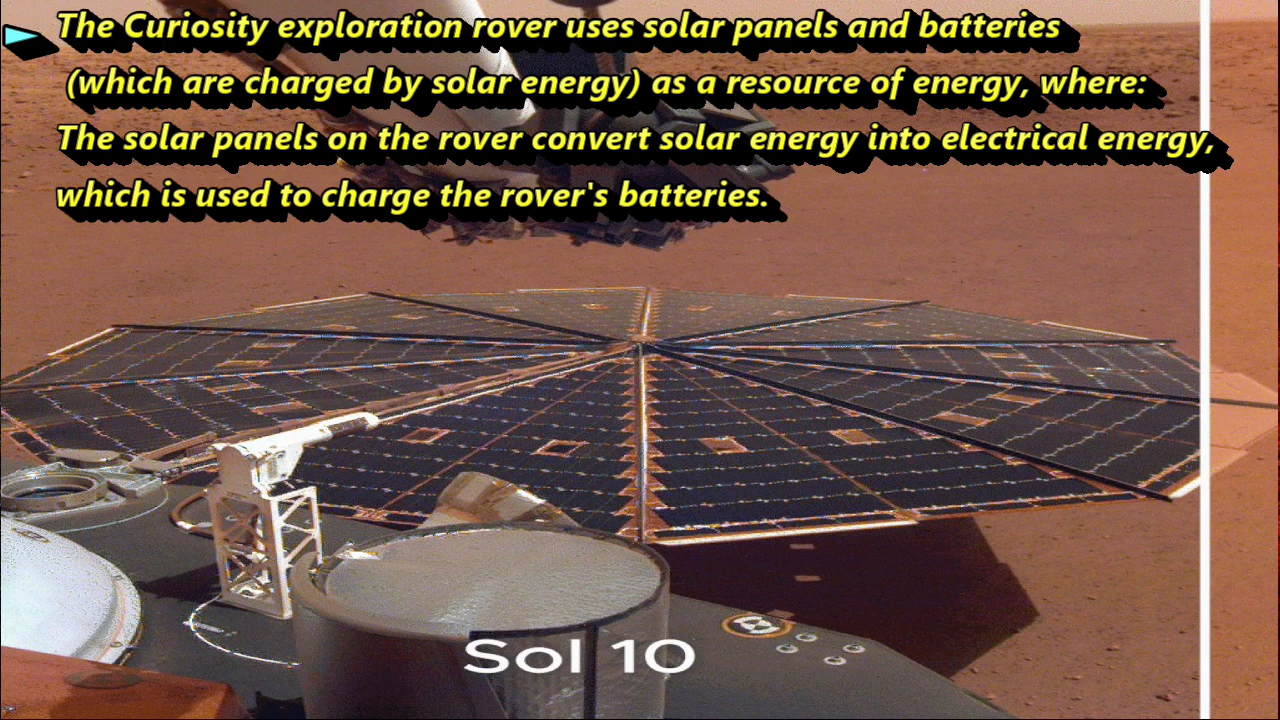 The Curiosity exploration rover uses solar panels and batteries
(which are charged by solar energy) as a resource of energy, where:
The solar panels on the rover convert solar energy into electrical energy,
which is used to charge the rover's batteries.
Sol 10